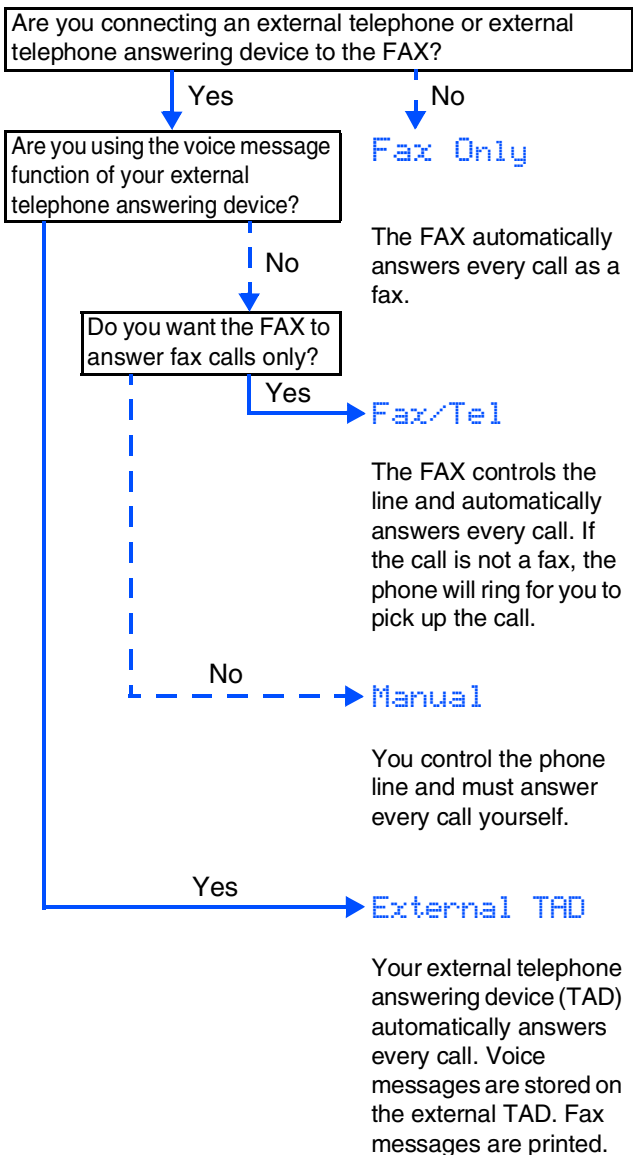 Are you connecting an external telephone or external
telephone answering device to the FAX?
Yes
No
Are you using the voice message
function of your external
telephone answering device?
Fax Only
The FAX automatically
answers every call as a
fax.
No
Do you want the FAX to
answer fax calls only?
Yes
Fax/Tel
The FAX controls the
line and automatically
answers every call. If
the call is not a fax, the
phone will ring for you to
pick up the call.
No
Manual
You control the phone
line and must answer
every call yourself.
Yes
External TAD
Your external telephone
answering device (TAD)
automatically answers
every call. Voice
messages are stored on
the external TAD. Fax
messages are printed.